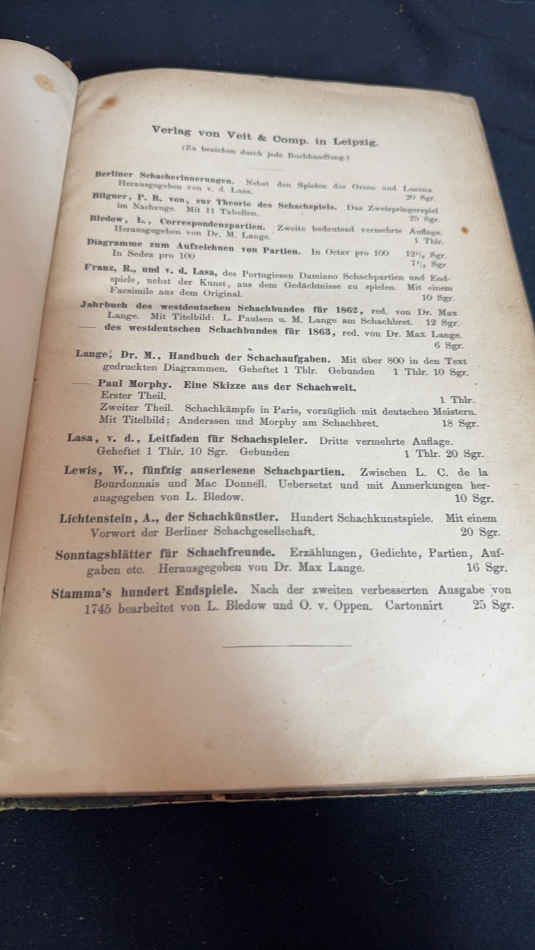 Verlag von Veit & Comp. in Leipzig.
(Zu beziehen durch jede Buchhandlung.)
Berliner Schacherinnerungen. Nebst den Spielen des Greco und Lucena.
Herausgegeben von v. d. Lasa. 20 Sgr.
Bilguer, P. R. von, zur Theorie des Schachspiels. Das Zweispringerspiel
im Nachzuge. Mit 11 Tabellen. 25 Sgr.
Bledow, L., Correspondenzpartien. Zweite bedeutend vermehrte Auflage.
Herausgegeben von Dr. M. Lange. 1 Thlr.
Diagramme zum Aufzeichnen von Partien. In Octav pro 100 12½ Sgr.
In Sedez pro 100 7½ Sgr.
Franz, R., und v. d. Lasa, des Portugiesen Damiano Schachpartien und End-
spiele, nebst der Kunst, aus dem Gedächtnisse zu spielen. Mit einem
Facsimile aus dem Original. 10 Sgr.
Jahrbuch des westdeutschen Schachbundes für 1862, red. von Dr. Max
Lange. Mit Titelbild: L. Paulsen u. M. Lange am Schachbret. 12 Sgr.
— des westdeutschen Schachbundes für 1863, red. von Dr. Max Lange.
6 Sgr.
Lange, Dr. M., Handbuch der Schachaufgaben. Mit über 800 in den Text
gedruckten Diagrammen. Geheftet 1 Thlr. Gebunden 1 Thlr. 10 Sgr.
— Paul Morphy. Eine Skizze aus der Schachwelt.
Erster Theil. 1 Thlr.
Zweiter Theil. Schachkämpfe in Paris, vorzüglich mit deutschen Meistern.
Mit Titelbild; Anderssen und Morphy am Schachbret. 18 Sgr.
Lasa, v. d., Leitfaden für Schachspieler. Dritte vermehrte Auflage.
Geheftet 1 Thlr. 10 Sgr. Gebunden 1 Thlr. 20 Sgr.
Lewis, W., fünfzig auserlesene Schachpartien. Zwischen L. C. de la
Bourdonnais und Mac Donnell. Uebersetzt und mit Anmerkungen her-
ausgegeben von L. Bledow. 10 Sgr.
Lichtenstein, A., der Schachkünstler. Hundert Schachkunstspiele. Mit einem
Vorwort der Berliner Schachgesellschaft. 20 Sgr.
Sonntagsblätter für Schachfreunde. Erzählungen, Gedichte, Partien, Auf-
gaben etc. Herausgegeben von Dr. Max Lange. 16 Sgr.
Stamma's hundert Endspiele. Nach der zweiten verbesserten Ausgabe von
1745 bearbeitet von L. Bledow und O. v. Oppen. Cartonnirt 25 Sgr.